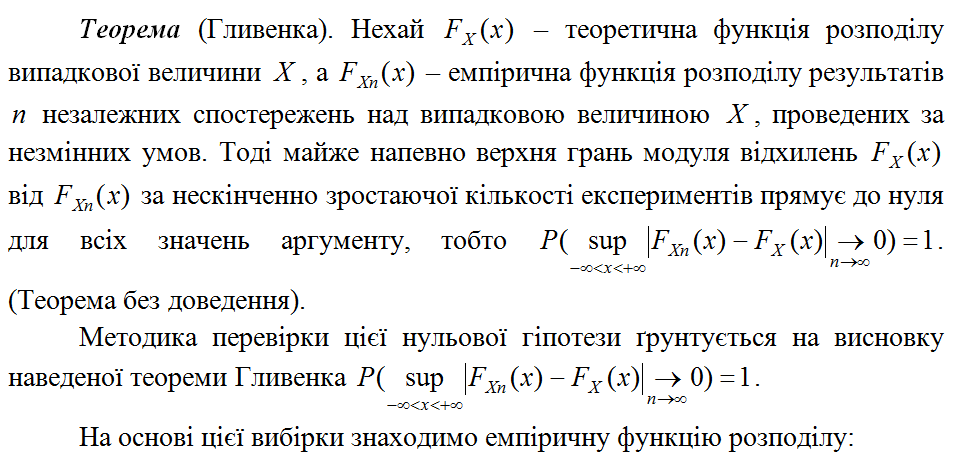 Теорема (Гливенка). Нехай F_X(x) – теоретична функція розподілу
випадкової величини X, а F_{Xn}(x) – емпірична функція розподілу результатів
n незалежних спостережень над випадковою величиною X, проведених за
незмінних умов. Тоді майже напевно верхня грань модуля відхилень F_X(x)
від F_{Xn}(x) за нескінченно зростаючої кількості експериментів прямує до нуля
для всіх значень аргументу, тобто P( sup_{−∞<x<+∞} |F_{Xn}(x) − F_X(x)| →_{n→∞} 0) = 1.
(Теорема без доведення).
Методика перевірки цієї нульової гіпотези ґрунтується на висновку
наведеної теореми Гливенка P( sup_{−∞<x<+∞} |F_{Xn}(x) − F_X(x)| →_{n→∞} 0) = 1.
На основі цієї вибірки знаходимо емпіричну функцію розподілу: